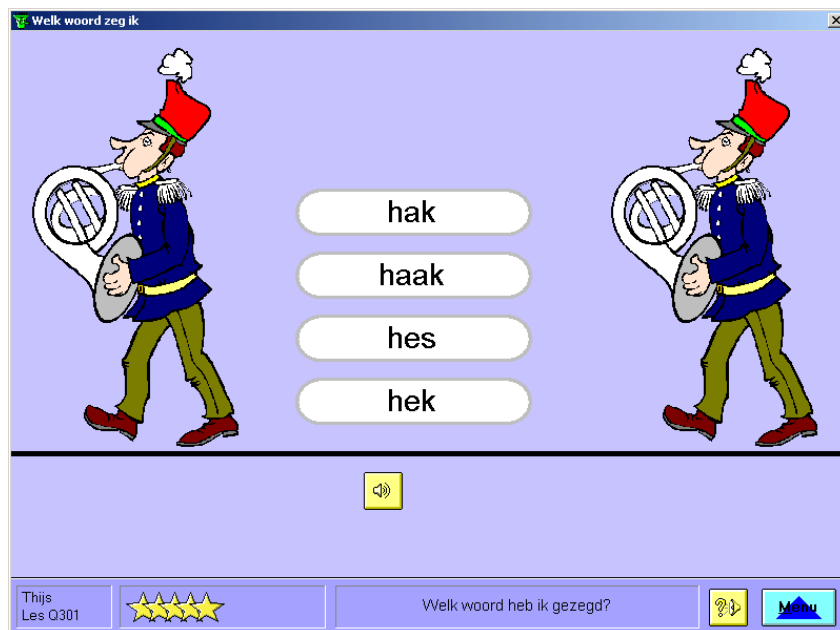 Welk woord zeg ik
hak
haak
hes
hek
Thijs
Les Q301
Welk woord heb ik gezegd?
Menu